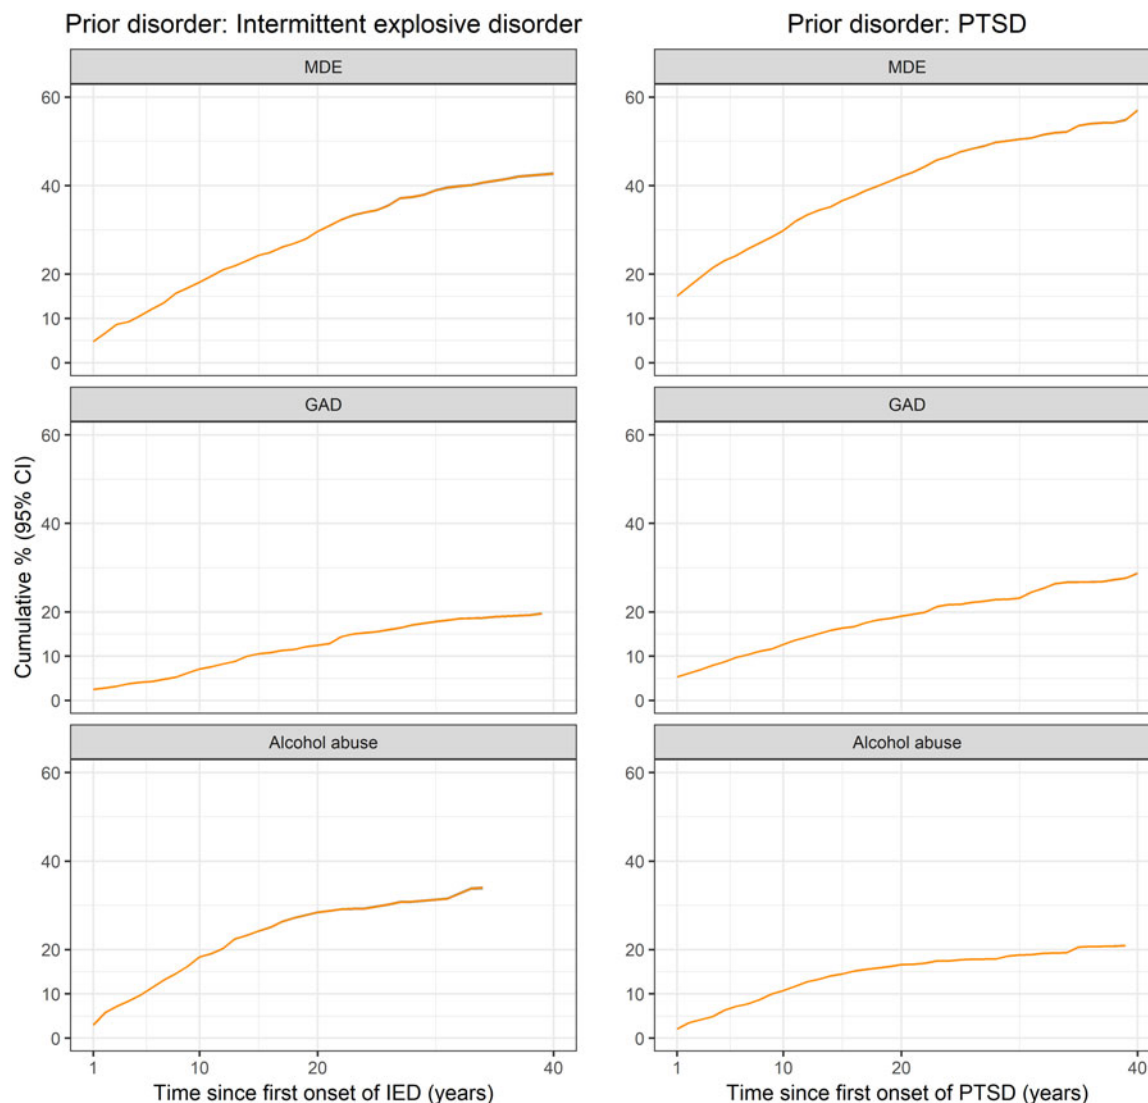 Prior disorder: Intermittent explosive disorder
Prior disorder: PTSD
MDE
MDE
60
40
20
10
0
60
40
20
10
0
GAD
GAD
Cumulative % (95% CI)
60
40
20
10
0
60
40
20
10
0
Alcohol abuse
Alcohol abuse
60
40
20
10
0
60
40
20
10
0
1 10 20 40
1 10 20 40
Time since first onset of IED (years)
Time since first onset of PTSD (years)